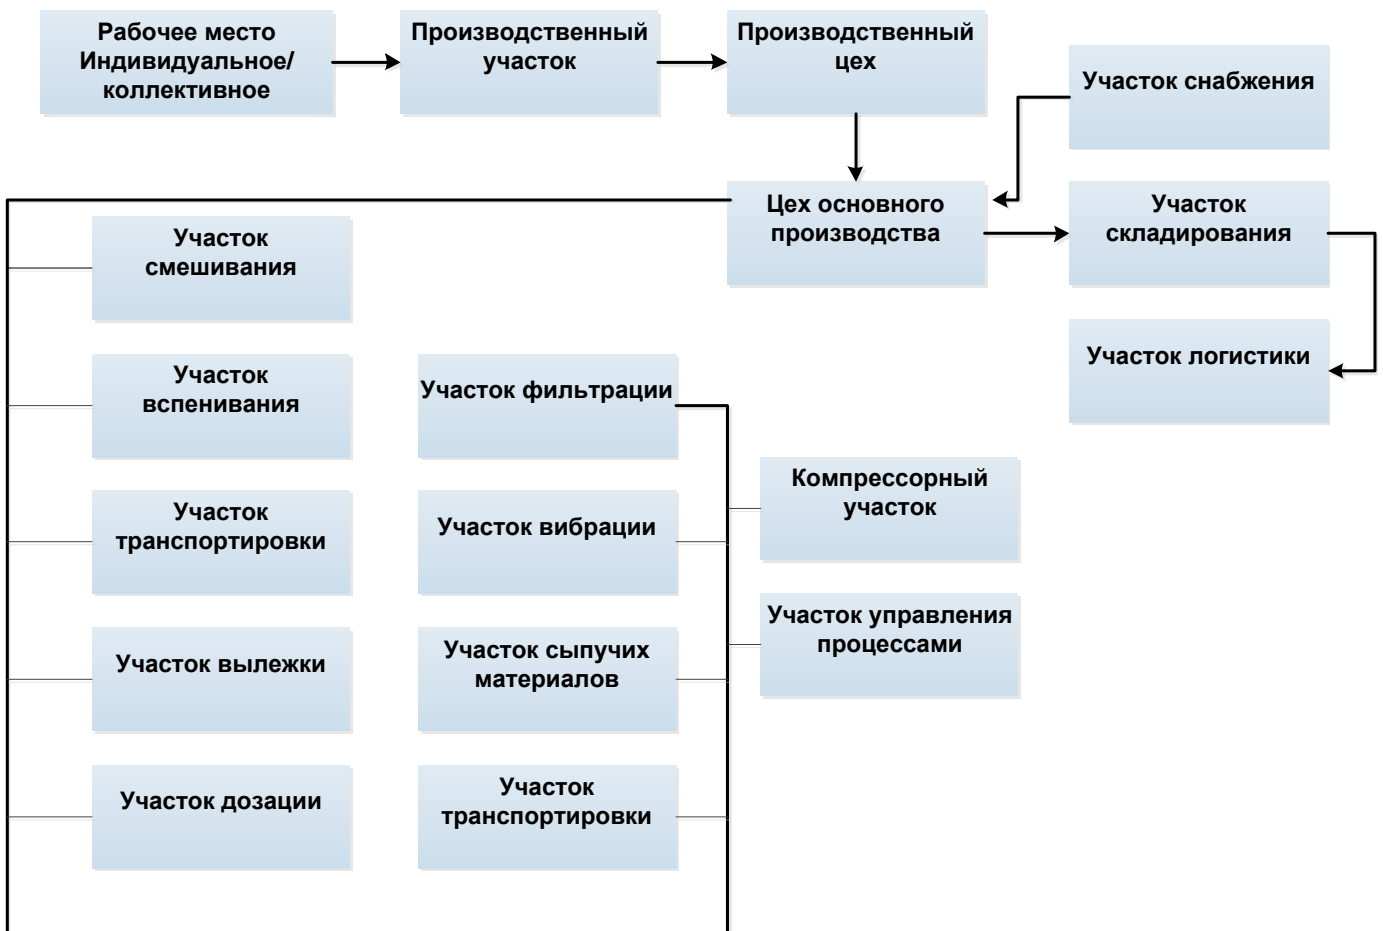 Рабочее место
Индивидуальное/
коллективное
Производственный
участок
Производственный
цех
Участок снабжения
Цех основного
производства
Участок
складирования
Участок логистики
Участок
смешивания
Участок
вспенивания
Участок
транспортировки
Участок вылежки
Участок дозации
Участок фильтрации
Участок вибрации
Участок сыпучих
материалов
Участок
транспортировки
Компрессорный
участок
Участок управления
процессами